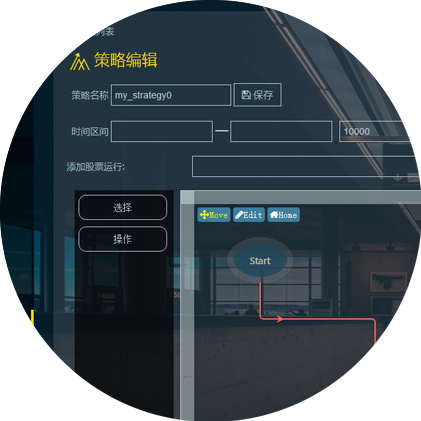 列表
策略编辑
策略名称 my_strategy0 保存
时间区间 — 10000
添加股票运行:
选择
操作
Move Edit Home
Start